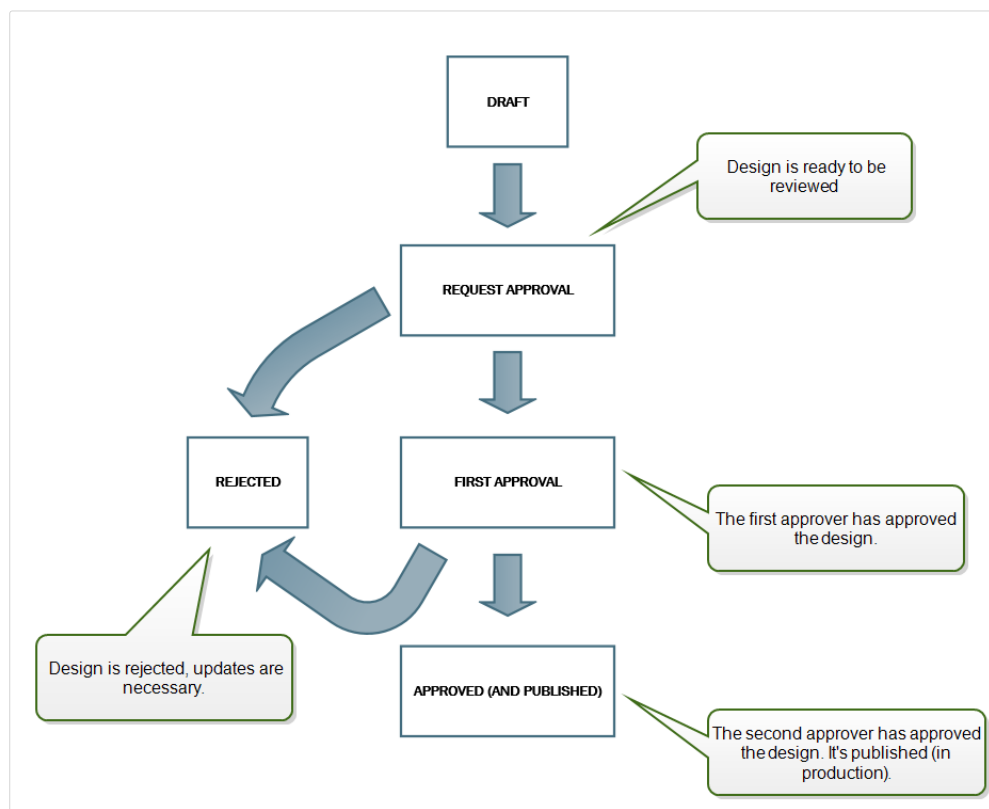 DRAFT
Design is ready to be
reviewed
REQUEST APPROVAL
REJECTED
FIRST APPROVAL
The first approver has approved
the design.
Design is rejected, updates are
necessary.
APPROVED (AND PUBLISHED)
The second approver has approved
the design. It's published (in
production).